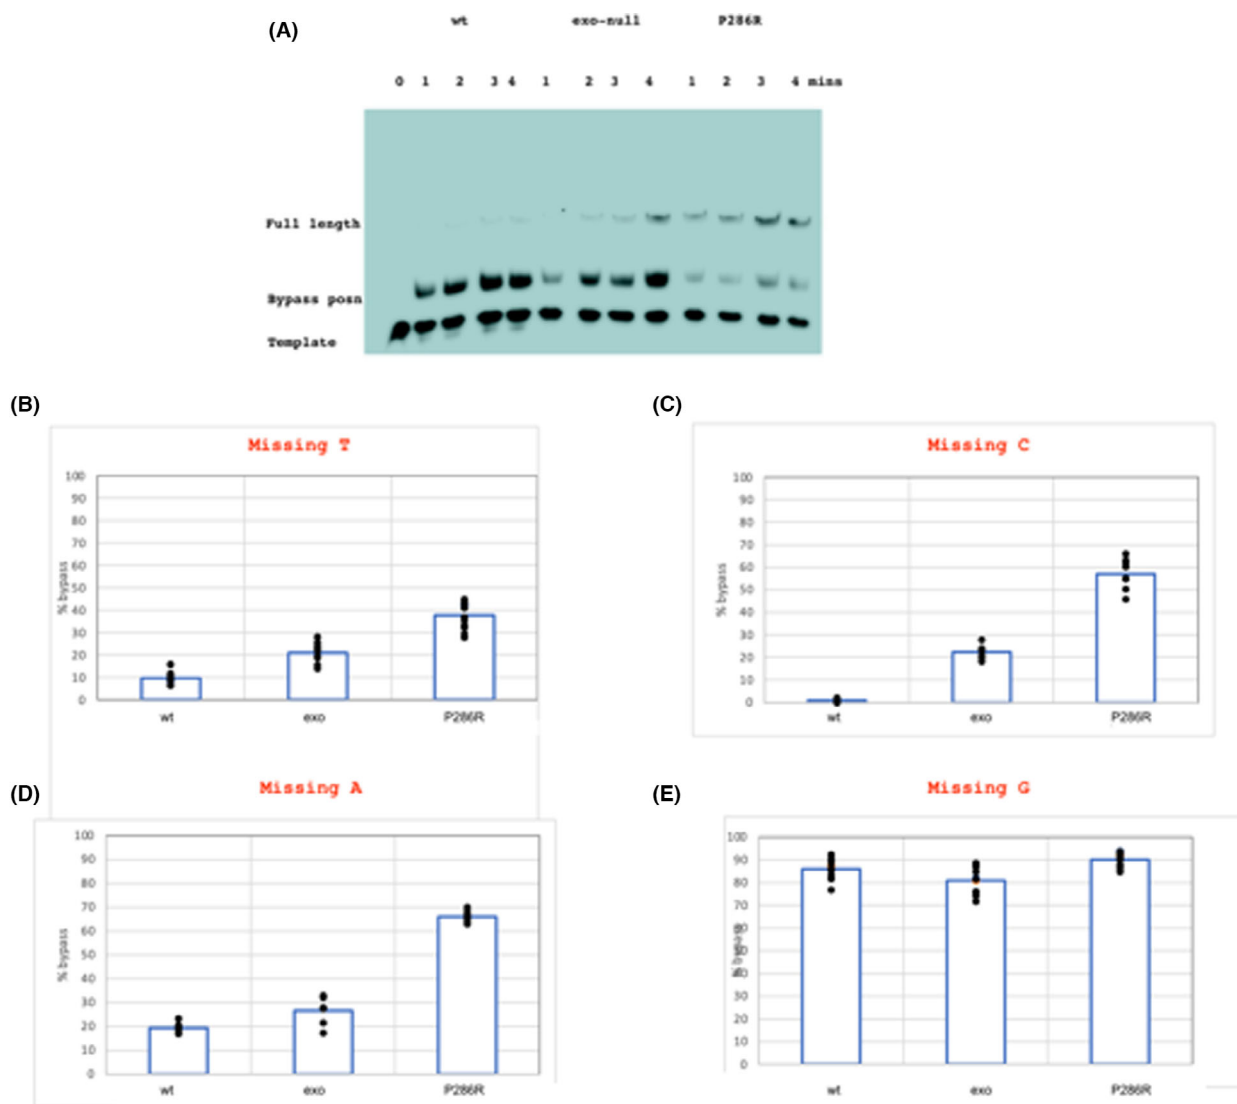 (A)
wt exo-null P286R
0 1 2 3 4 1 2 3 4 1 2 3 4 mins
Full length
Bypass posn
Template
(B)
Missing T
100
90
80
70
60
50
40
30
20
10
0
% bypass
wt exo P286R
(C)
Missing C
100
90
80
70
60
50
40
30
20
10
0
% bypass
wt exo P286R
(D)
Missing A
100
90
80
70
60
50
40
30
20
10
0
% bypass
wt exo P286R
(E)
Missing G
100
90
80
70
60
50
40
30
20
10
0
% bypass
wt exo P286R